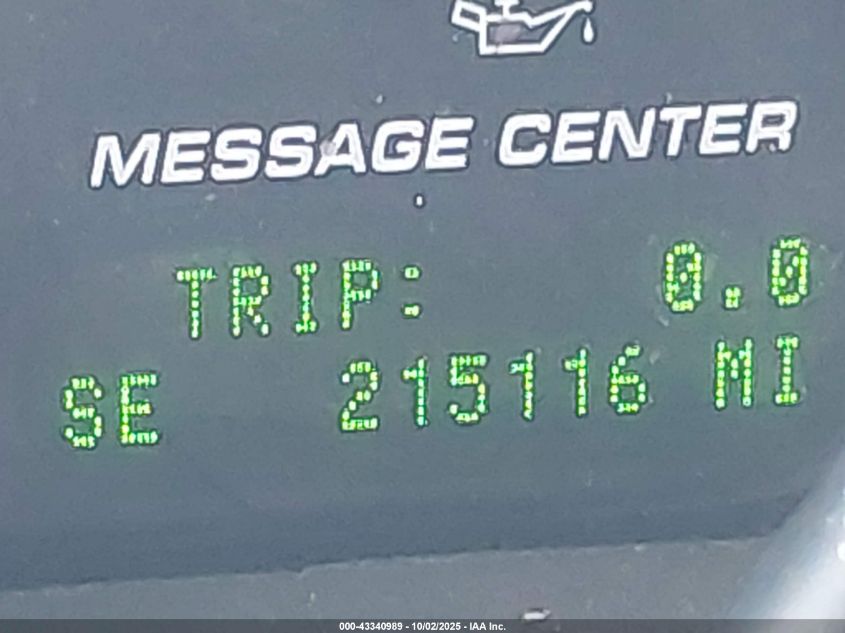 MESSAGE CENTER
TRIP: 0.0
SE 215116 MI
000-43340989 - 10/02/2025 - IAA Inc.